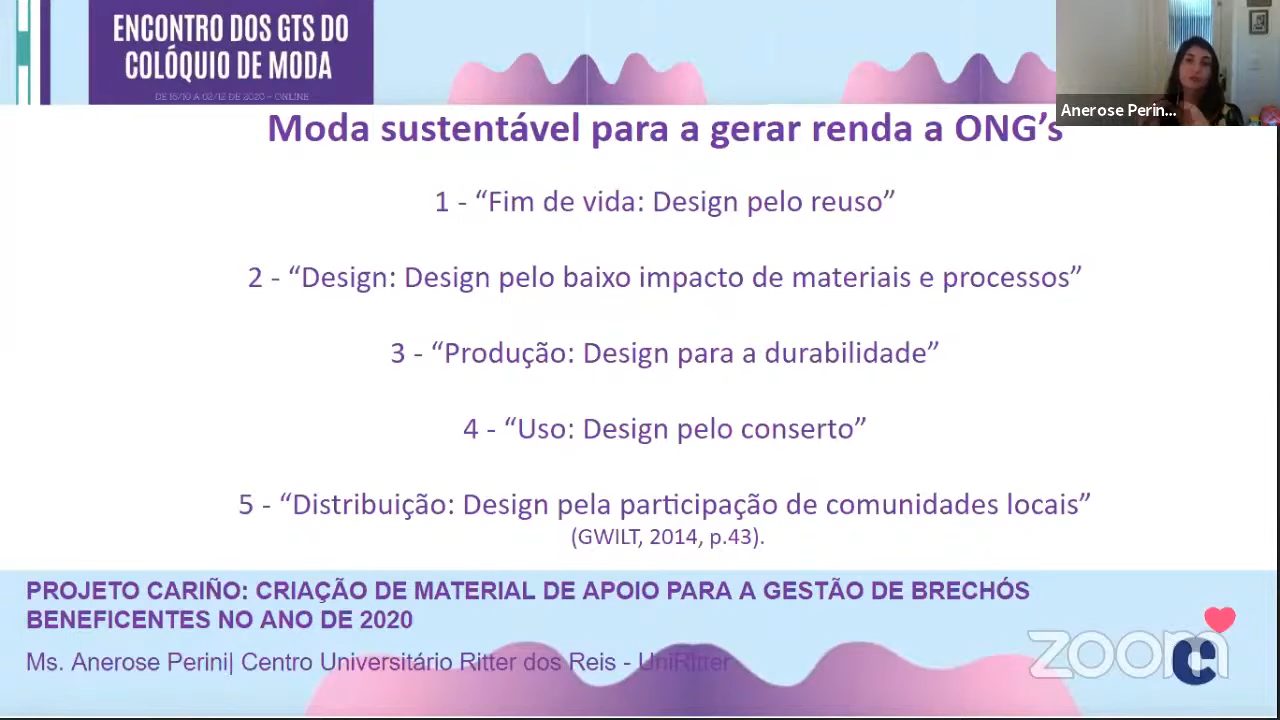 ENCONTRO DOS GTS DO
COLÓQUIO DE MODA
DE 16/10 A 02/12 DE 2020 – ONLINE
Anerose Perin...
Moda sustentável para a gerar renda a ONG’s
1 - “Fim de vida: Design pelo reuso”
2 - “Design: Design pelo baixo impacto de materiais e processos”
3 - “Produção: Design para a durabilidade”
4 - “Uso: Design pelo conserto”
5 - “Distribuição: Design pela participação de comunidades locais”
(GWILT, 2014, p.43).
PROJETO CARIÑO: CRIAÇÃO DE MATERIAL DE APOIO PARA A GESTÃO DE BRECHÓS
BENEFICENTES NO ANO DE 2020
Ms. Anerose Perini| Centro Universitário Ritter dos Reis - UniRitter
zoom
C